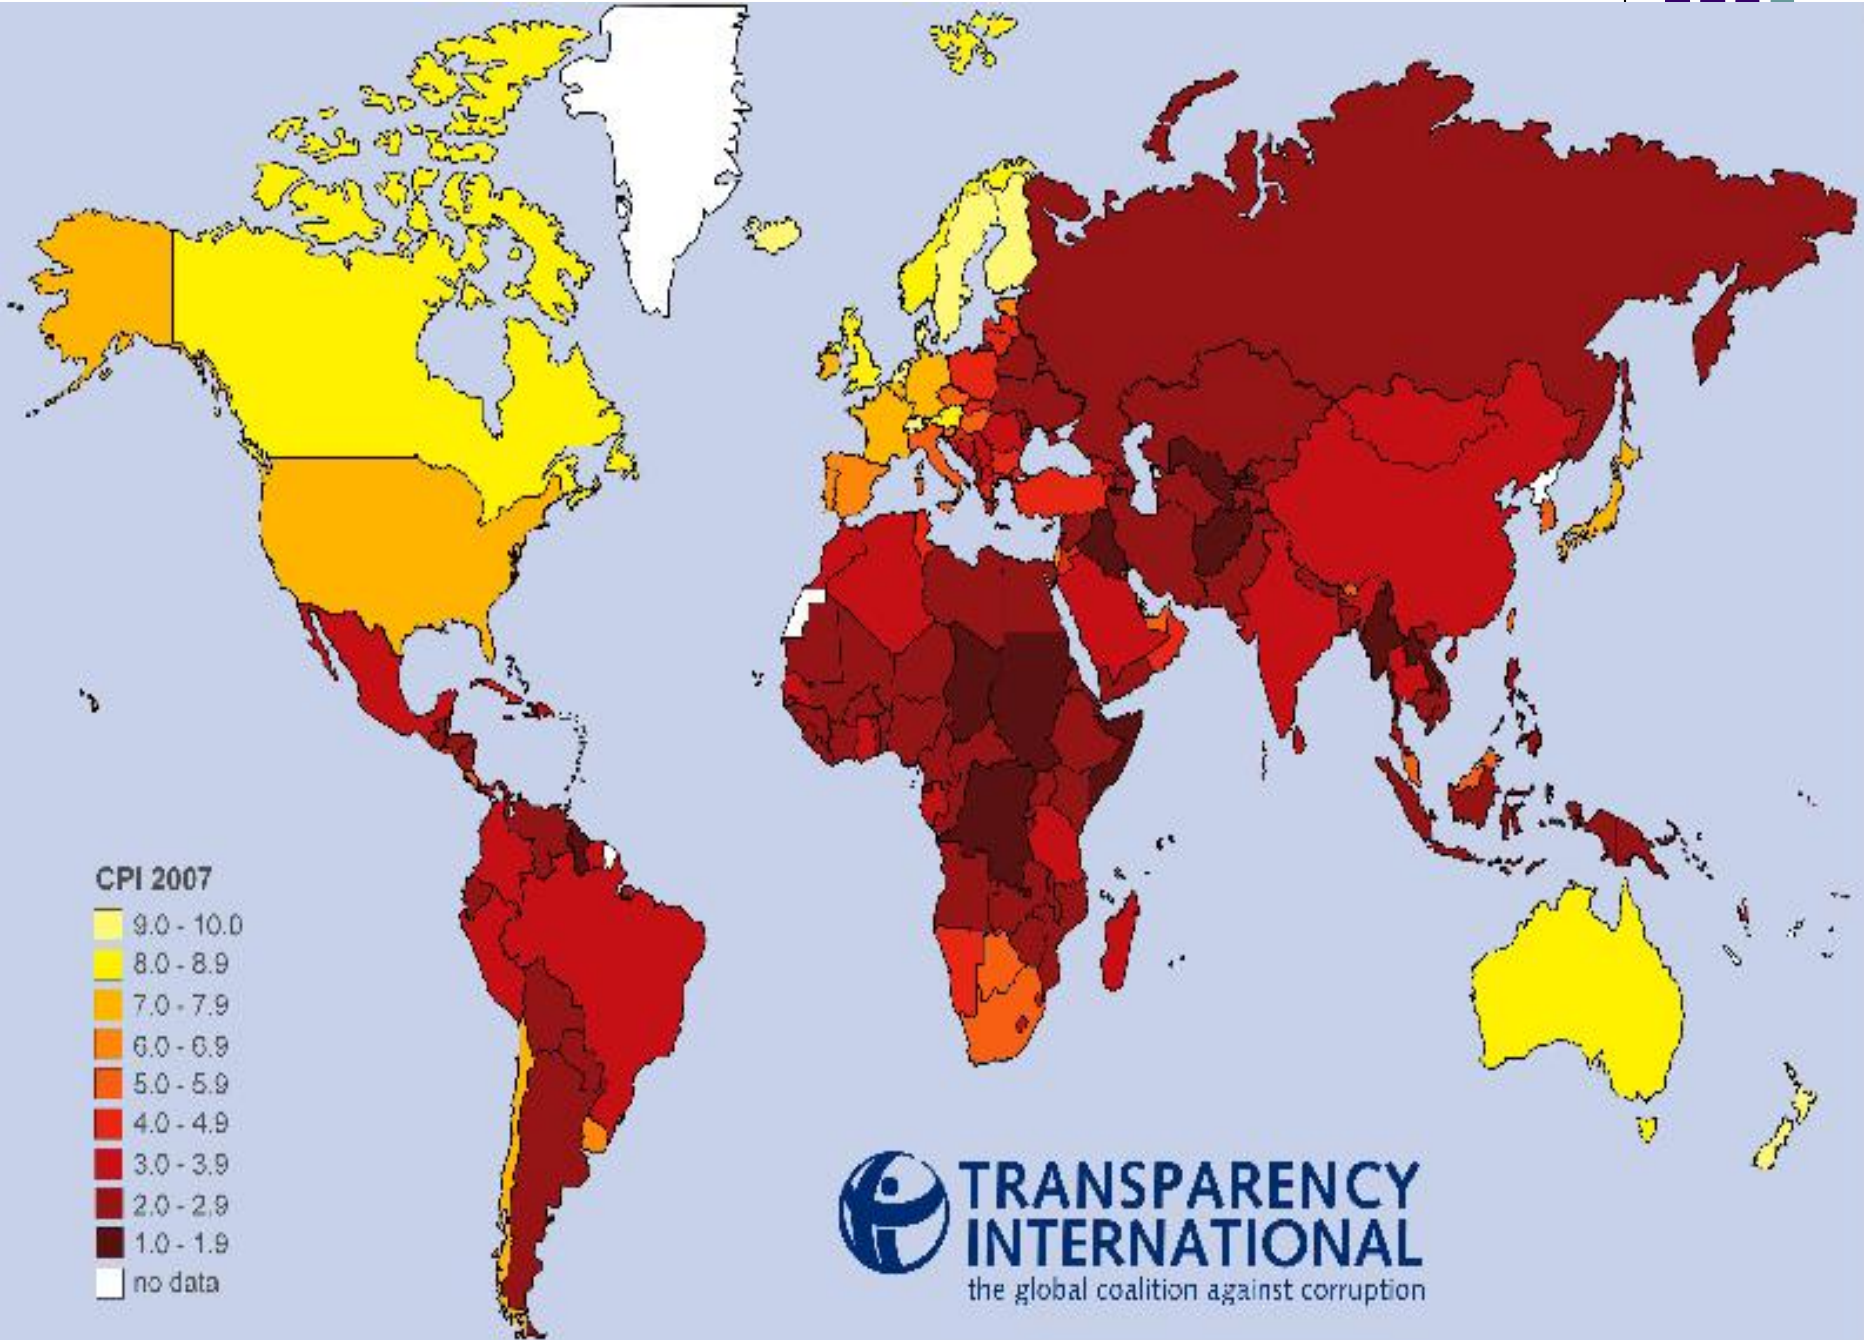 CPI 2007
9.0 - 10.0
8.0 - 8.9
7.0 - 7.9
6.0 - 6.9
5.0 - 5.9
4.0 - 4.9
3.0 - 3.9
2.0 - 2.9
1.0 - 1.9
no data
TRANSPARENCY
INTERNATIONAL
the global coalition against corruption